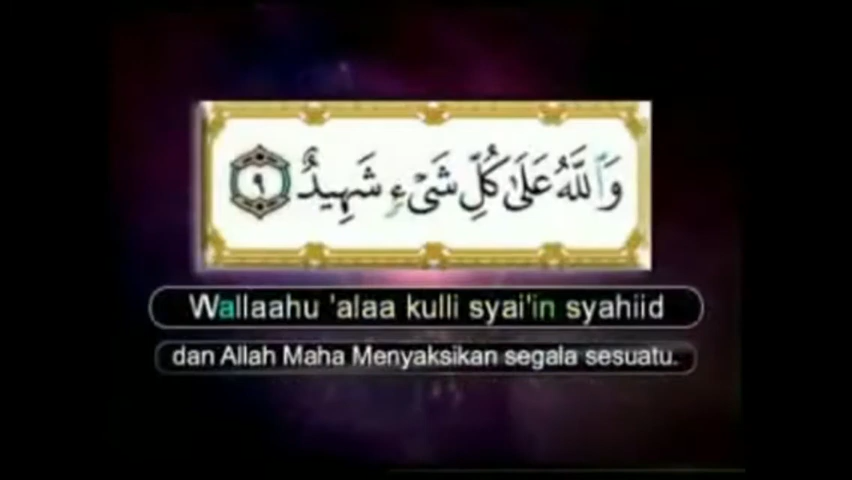 وَٱللَّهُ عَلَىٰ كُلِّ شَىْءٍ شَهِيدٌ ٩
Wallaahu 'alaa kulli syai'in syahiid
dan Allah Maha Menyaksikan segala sesuatu.